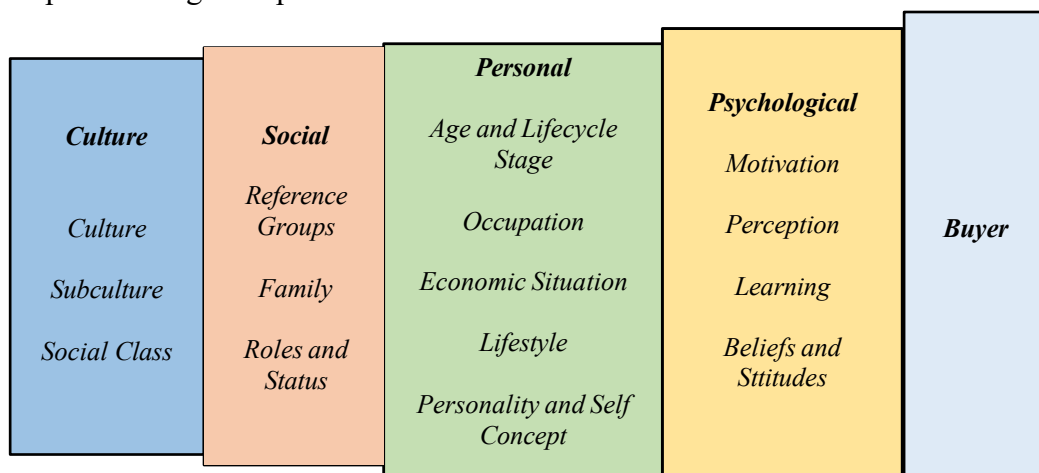 Culture
Culture
Subculture
Social Class
Social
Reference
Groups
Family
Roles and
Status
Personal
Age and Lifecycle
Stage
Occupation
Economic Situation
Lifestyle
Personality and Self
Concept
Psychological
Motivation
Perception
Learning
Beliefs and
Sttitudes
Buyer